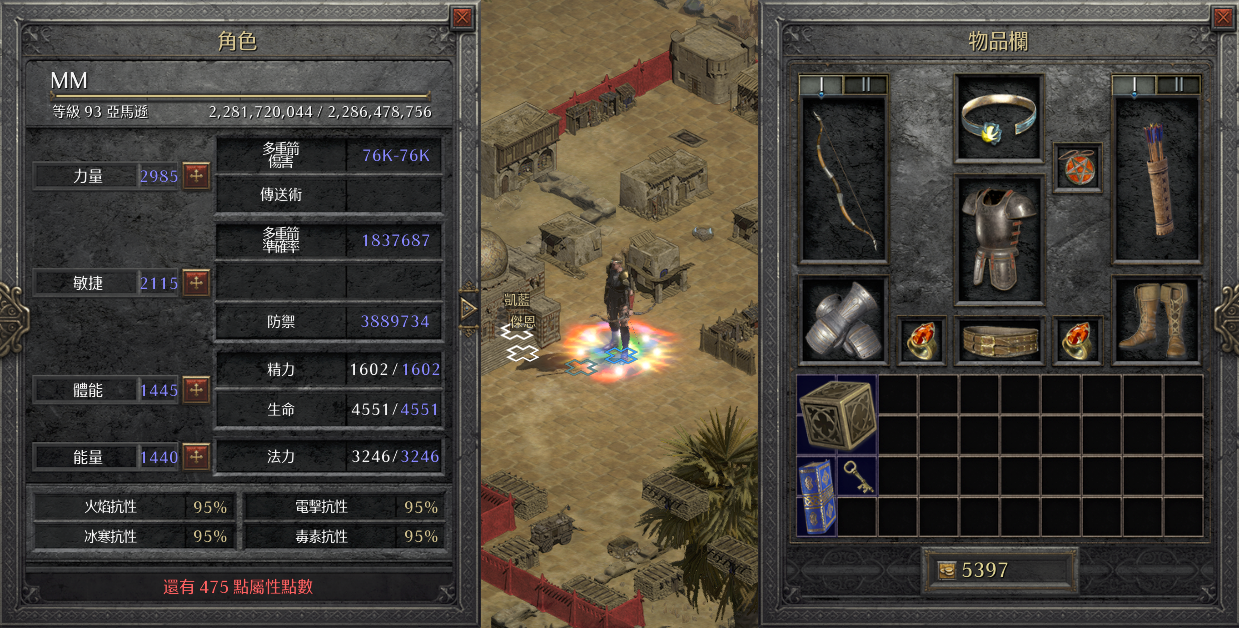 角色
MM
等級 93 亞馬遜
2,281,720,044 / 2,286,478,756
力量 2985
多重箭傷害 76K-76K
傳送術
敏捷 2115
多重箭準確率 1837687
防禦 3889734
體能 1445
精力 1602/1602
生命 4551/4551
能量 1440
法力 3246/3246
火焰抗性 95%
電擊抗性 95%
冰寒抗性 95%
毒素抗性 95%
還有 475 點屬性點數
凱藍
傑恩
物品欄
I
II
I
II
5397